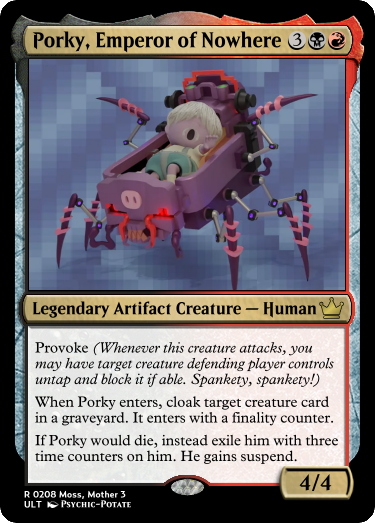 Porky, Emperor of Nowhere 3
Legendary Artifact Creature — Human
Provoke (Whenever this creature attacks, you
may have target creature defending player controls
untap and block it if able. Spankety, spankety!)
When Porky enters, cloak target creature card
in a graveyard. It enters with a finality counter.
If Porky would die, instead exile him with three
time counters on him. He gains suspend.
4/4
R 0208 Moss, Mother 3
ULT Psychic-Potate